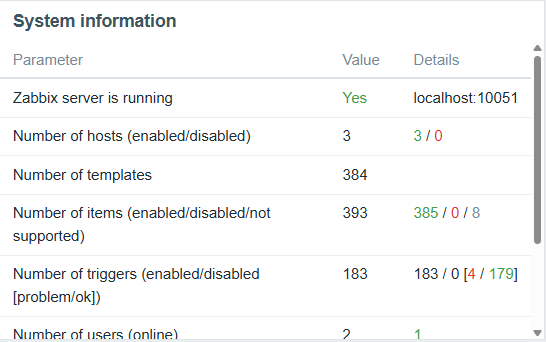 System information
Parameter Value Details
Zabbix server is running Yes localhost:10051
Number of hosts (enabled/disabled) 3 3 / 0
Number of templates 384
Number of items (enabled/disabled/not
supported) 393 385 / 0 / 8
Number of triggers (enabled/disabled
[problem/ok]) 183 183 / 0 [4 / 179]
Number of users (online) 2 1